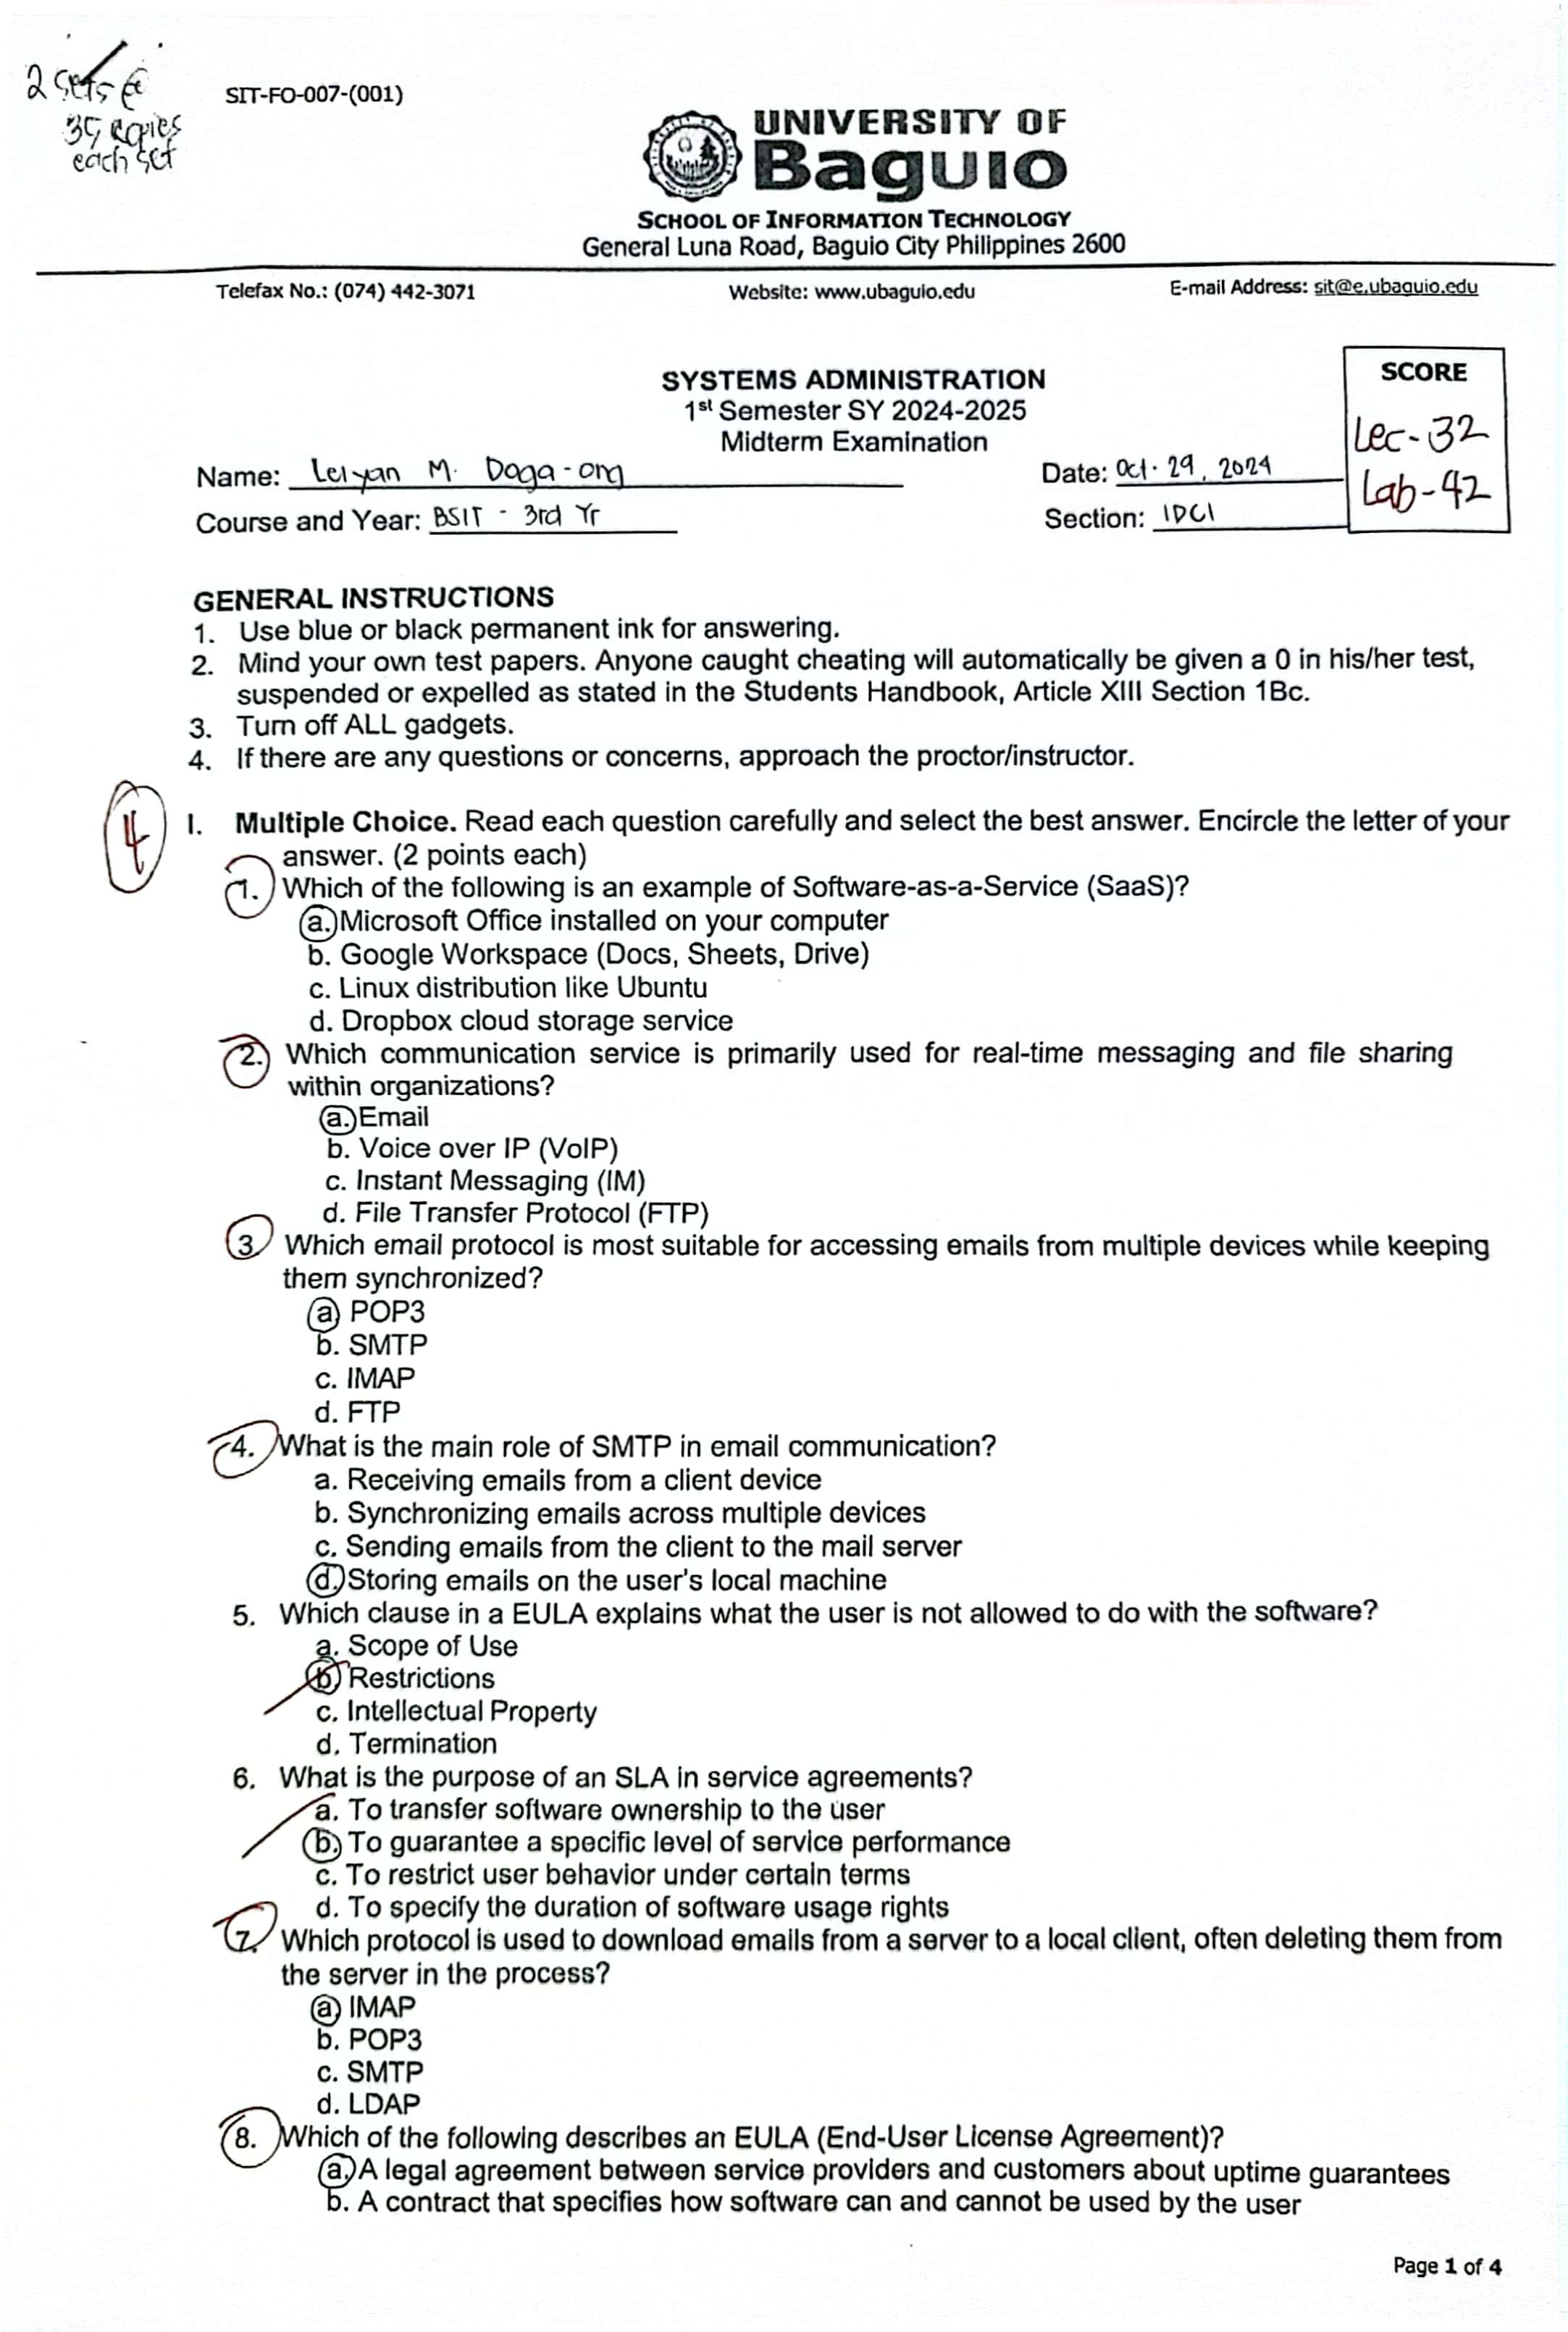 2 sets @
35 copies
each set
SIT-FO-007-(001)
UNIVERSITY OF
Baguio
SCHOOL OF INFORMATION TECHNOLOGY
General Luna Road, Baguio City Philippines 2600
Telefax No.: (074) 442-3071 Website: www.ubaguio.edu E-mail Address: sit@e.ubaguio.edu
SYSTEMS ADMINISTRATION
1st Semester SY 2024-2025
Midterm Examination
SCORE
Lec-32
Lab-42
Name: Leiyan M. Doga-ong Date: Oct. 29, 2024
Course and Year: BSIT - 3rd Yr Section: IDC1
GENERAL INSTRUCTIONS
1. Use blue or black permanent ink for answering.
2. Mind your own test papers. Anyone caught cheating will automatically be given a 0 in his/her test,
suspended or expelled as stated in the Students Handbook, Article XIII Section 1Bc.
3. Turn off ALL gadgets.
4. If there are any questions or concerns, approach the proctor/instructor.
4
I. Multiple Choice. Read each question carefully and select the best answer. Encircle the letter of your
answer. (2 points each)
1. Which of the following is an example of Software-as-a-Service (SaaS)?
a. Microsoft Office installed on your computer
b. Google Workspace (Docs, Sheets, Drive)
c. Linux distribution like Ubuntu
d. Dropbox cloud storage service
2. Which communication service is primarily used for real-time messaging and file sharing
within organizations?
a. Email
b. Voice over IP (VoIP)
c. Instant Messaging (IM)
d. File Transfer Protocol (FTP)
3 Which email protocol is most suitable for accessing emails from multiple devices while keeping
them synchronized?
a POP3
b. SMTP
c. IMAP
d. FTP
4. What is the main role of SMTP in email communication?
a. Receiving emails from a client device
b. Synchronizing emails across multiple devices
c. Sending emails from the client to the mail server
d. Storing emails on the user's local machine
5. Which clause in a EULA explains what the user is not allowed to do with the software?
a. Scope of Use
b Restrictions
c. Intellectual Property
d. Termination
6. What is the purpose of an SLA in service agreements?
a. To transfer software ownership to the user
b. To guarantee a specific level of service performance
c. To restrict user behavior under certain terms
d. To specify the duration of software usage rights
7. Which protocol is used to download emails from a server to a local client, often deleting them from
the server in the process?
a IMAP
b. POP3
c. SMTP
d. LDAP
8. Which of the following describes an EULA (End-User License Agreement)?
a. A legal agreement between service providers and customers about uptime guarantees
b. A contract that specifies how software can and cannot be used by the user
Page 1 of 4